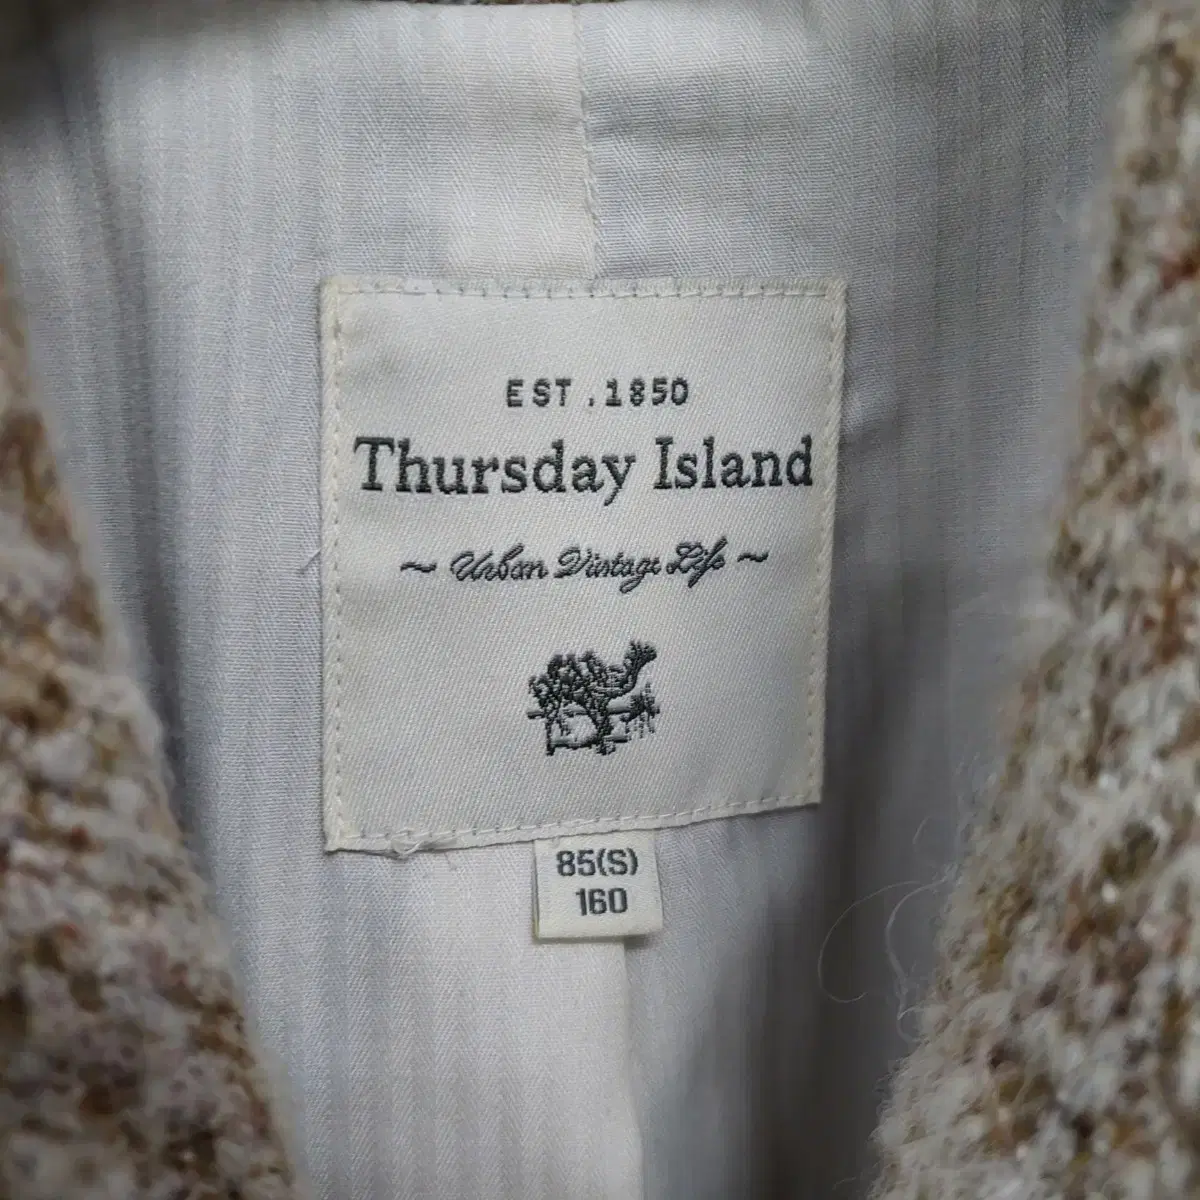 EST.1850
Thursday Island
~ Urban Vintage Life ~
85(S)
160